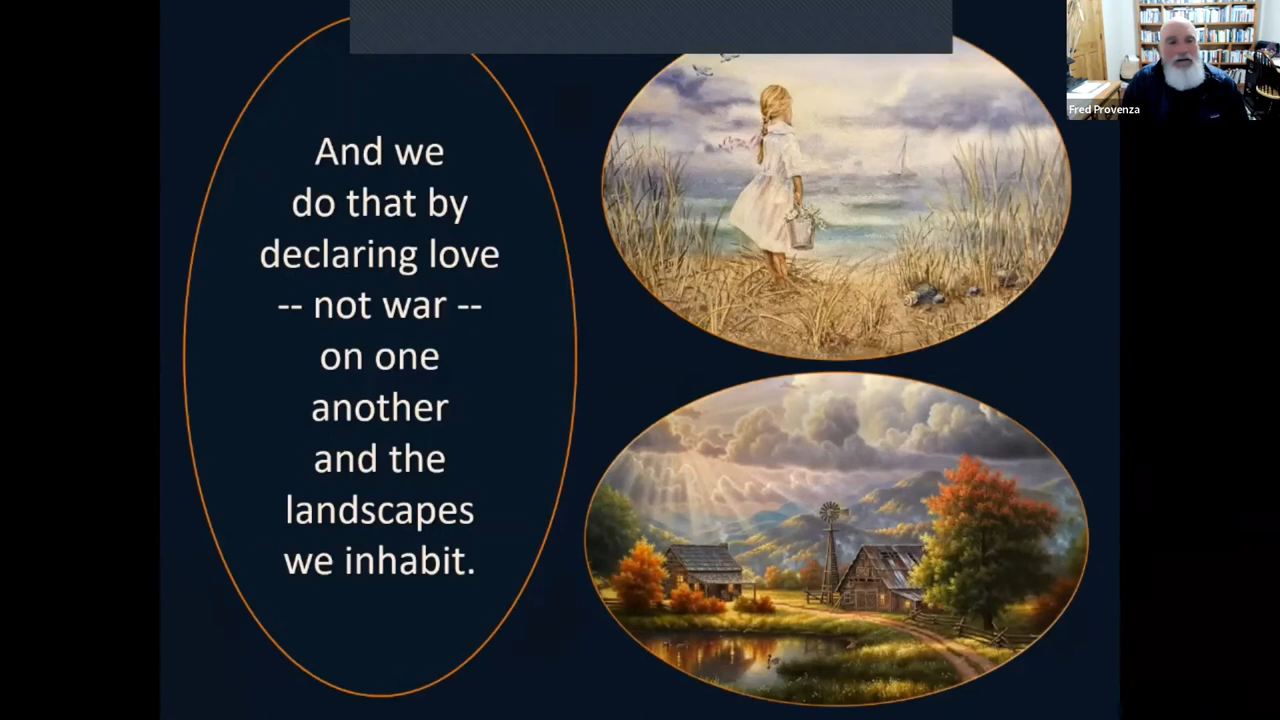 And we
do that by
declaring love
-- not war --
on one
another
and the
landscapes
we inhabit.
Fred Provenza